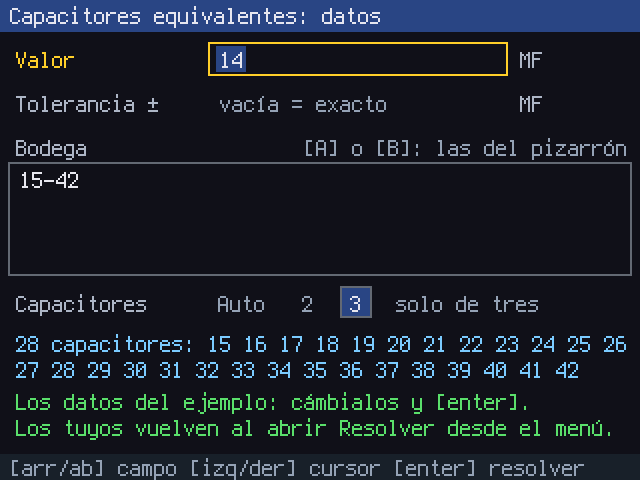 Capacitores equivalentes: datos
Valor 14 MF
Tolerancia ± vacía = exacto MF
Bodega [A] o [B]: las del pizarrón
15-42
Capacitores Auto 2 3 solo de tres
28 capacitores: 15 16 17 18 19 20 21 22 23 24 25 26
27 28 29 30 31 32 33 34 35 36 37 38 39 40 41 42
Los datos del ejemplo: cámbialos y [enter].
Los tuyos vuelven al abrir Resolver desde el menú.
[arr/ab] campo [izq/der] cursor [enter] resolver